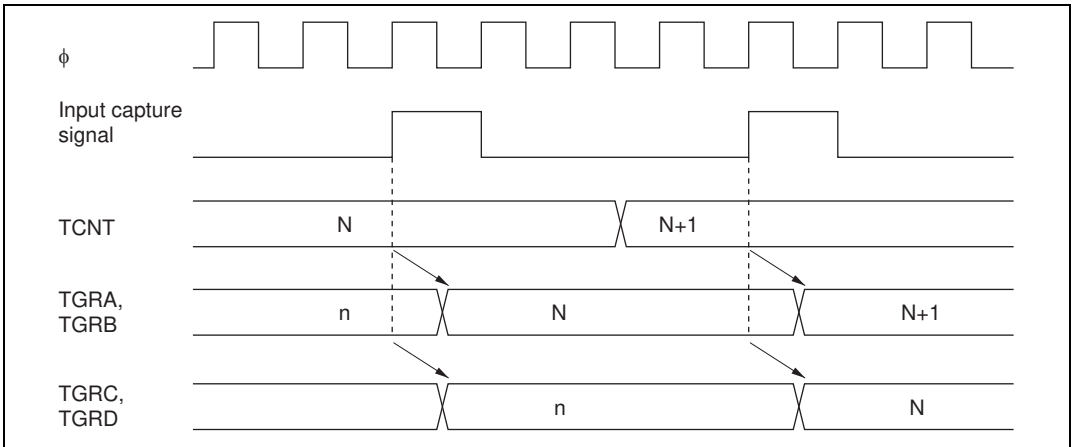 ϕ
Input capture
signal
TCNT
N
N+1
TGRA,
TGRB
n
N
N+1
TGRC,
TGRD
n
N